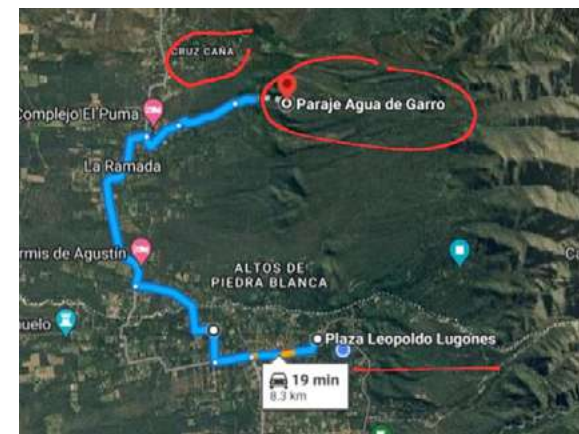 CRUZ CAÑA
Paraje Agua de Garro
Complejo El Puma
La Ramada
rmis de Agustín
ALTOS DE
PIEDRA BLANCA
uelo
Plaza Leopoldo Lugones
19 min
8.3 km